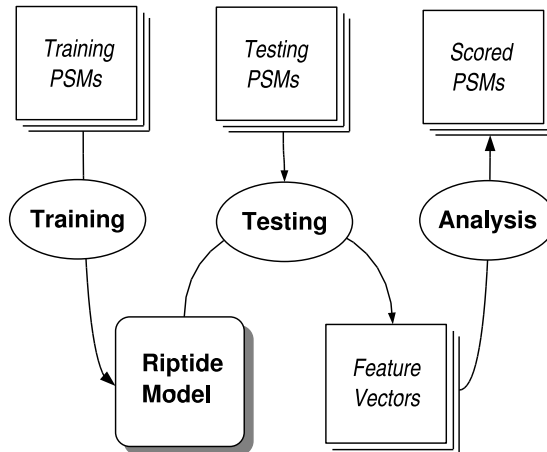 Training
PSMs
Testing
PSMs
Scored
PSMs
Training
Testing
Analysis
Riptide
Model
Feature
Vectors